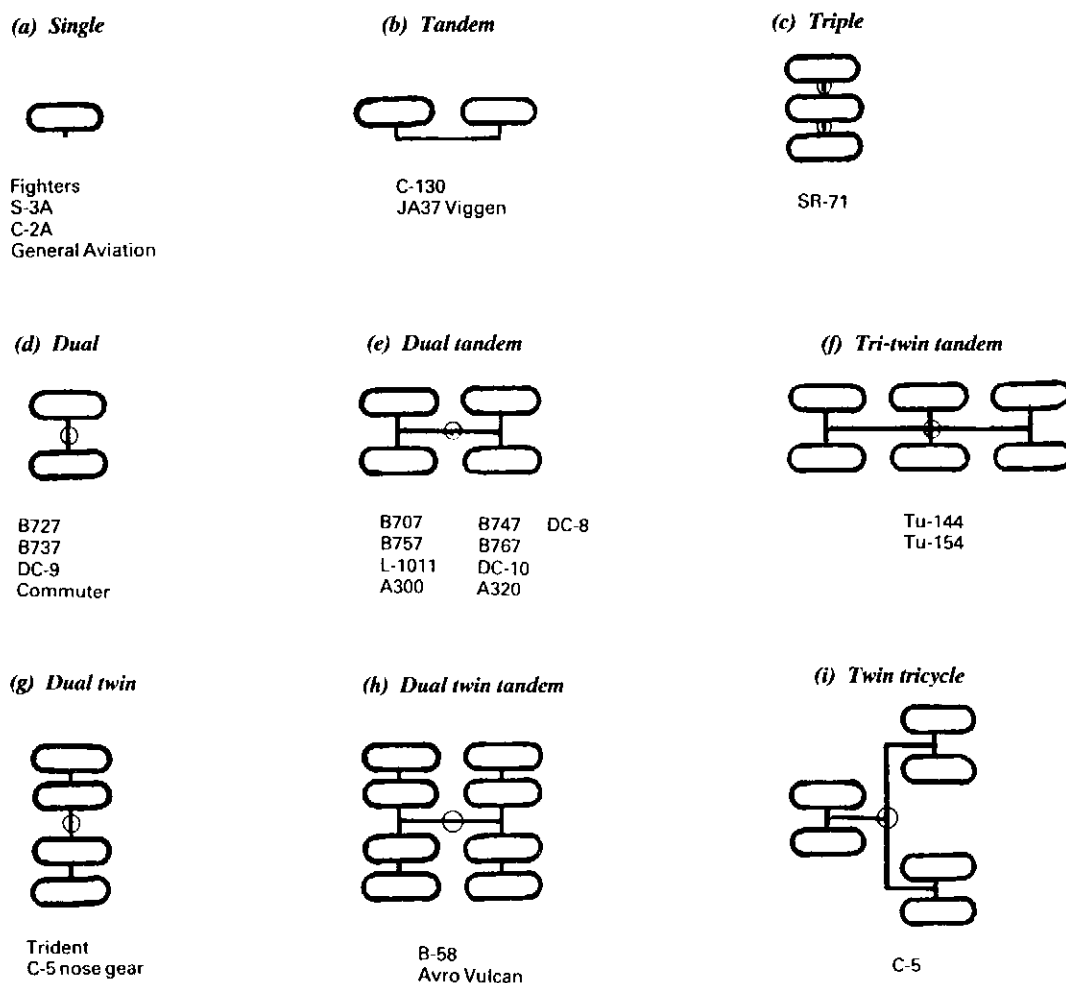 (a) Single
(b) Tandem
(c) Triple
Fighters
S-3A
C-2A
General Aviation
C-130
JA37 Viggen
SR-71
(d) Dual
(e) Dual tandem
(f) Tri-twin tandem
B727
B737
DC-9
Commuter
B707 B747 DC-8
B757 B767
L-1011 DC-10
A300 A320
Tu-144
Tu-154
(g) Dual twin
(h) Dual twin tandem
(i) Twin tricycle
Trident
C-5 nose gear
B-58
Avro Vulcan
C-5